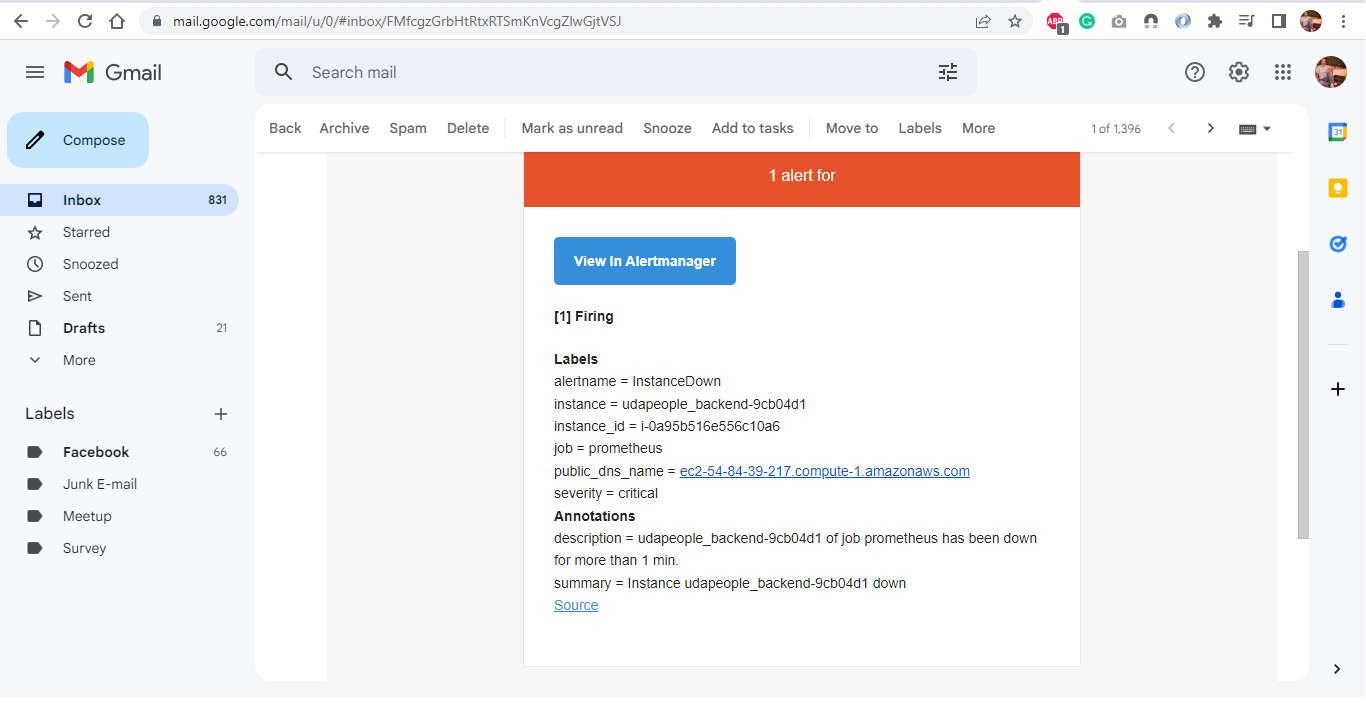 mail.google.com/mail/u/0/#inbox/FMfcgzGrbHtRtxRTSmKnVcgZlwGjtVSJ
ABP
1
Gmail
Search mail
Compose
Back Archive Spam Delete Mark as unread Snooze Add to tasks Move to Labels More 1 of 1,396
31
Inbox 831
Starred
Snoozed
Sent
Drafts 21
More
Labels
Facebook 66
Junk E-mail
Meetup
Survey
1 alert for
View In Alertmanager
[1] Firing
Labels
alertname = InstanceDown
instance = udapeople_backend-9cb04d1
instance_id = i-0a95b516e556c10a6
job = prometheus
public_dns_name = ec2-54-84-39-217.compute-1.amazonaws.com
severity = critical
Annotations
description = udapeople_backend-9cb04d1 of job prometheus has been down
for more than 1 min.
summary = Instance udapeople_backend-9cb04d1 down
Source